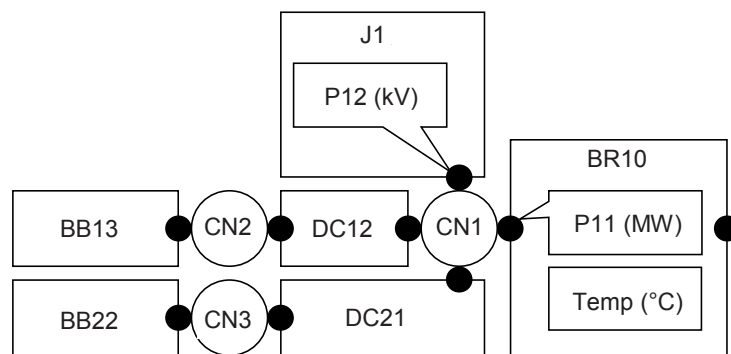 J1
P12 (kV)
BR10
BB13
CN2
DC12
CN1
P11 (MW)
BB22
CN3
DC21
Temp (°C)